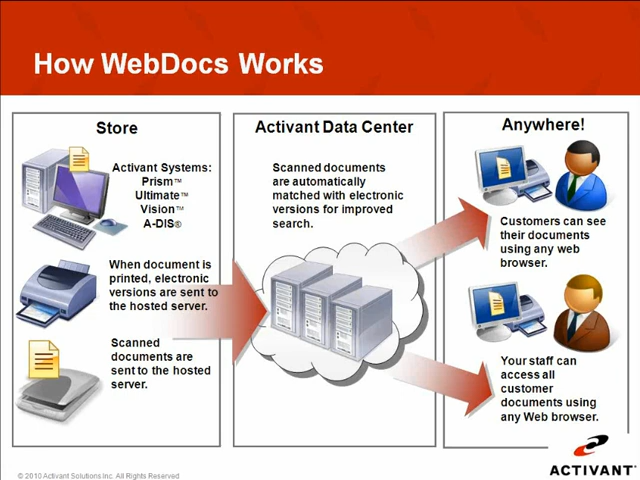 How WebDocs Works
Store
Activant Systems:
Prism™
Ultimate™
Vision™
A-DIS®
When document is
printed, electronic
versions are sent to
the hosted server.
Scanned
documents are
sent to the hosted
server.
Activant Data Center
Scanned documents
are automatically
matched with electronic
versions for improved
search.
Anywhere!
Customers can see
their documents
using any web
browser.
Your staff can
access all
customer
documents using
any Web browser.
© 2010 Activant Solutions Inc. All Rights Reserved
ACTIVANT